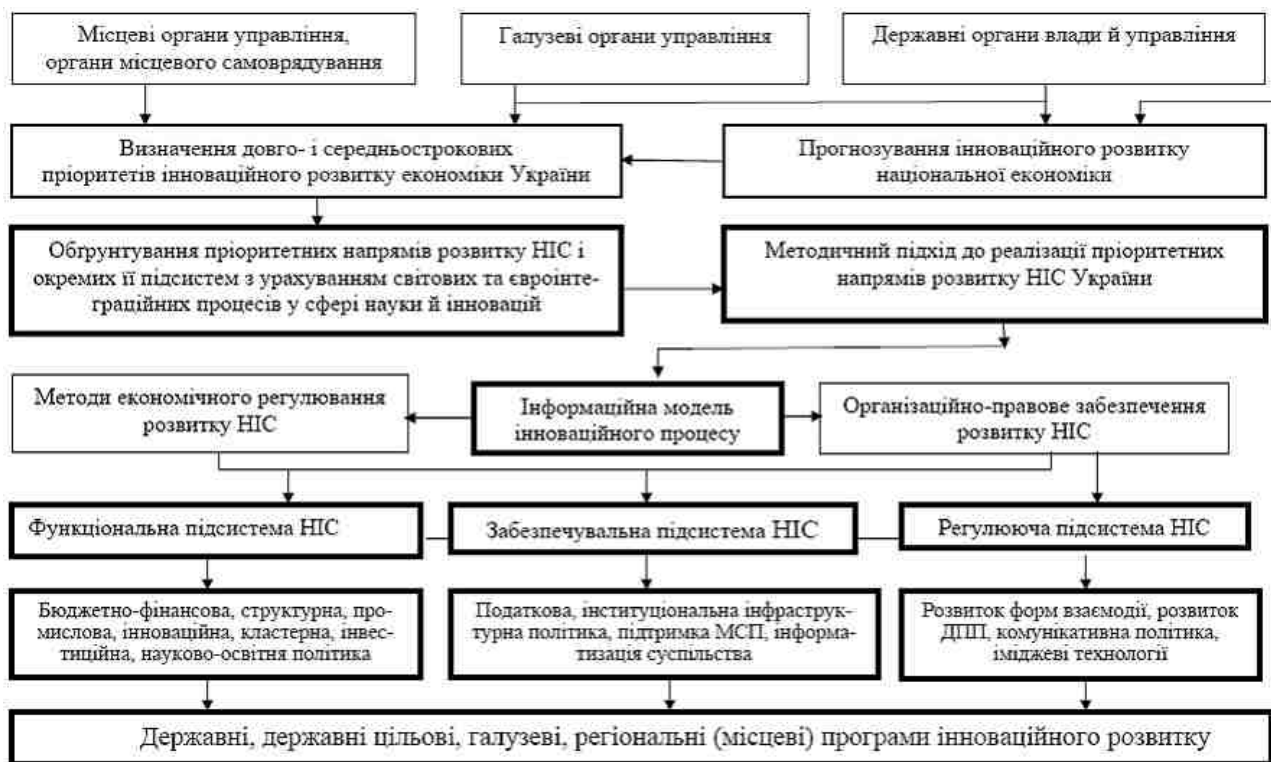 Місцеві органи управління,
органи місцевого самоврядування
Галузеві органи управління
Державні органи влади й управління
Визначення довго- і середньострокових
пріоритетів інноваційного розвитку економіки України
Прогнозування інноваційного розвитку
національної економіки
Обґрунтування пріоритетних напрямів розвитку НІС і
окремих її підсистем з урахуванням світових та євроінте-
граційних процесів у сфері науки й інновацій
Методичний підхід до реалізації пріоритетних
напрямів розвитку НІС України
Методи економічного регулювання
розвитку НІС
Інформаційна модель
інноваційного процесу
Організаційно-правове забезпечення
розвитку НІС
Функціональна підсистема НІС
Забезпечувальна підсистема НІС
Регулююча підсистема НІС
Бюджетно-фінансова, структурна, про-
мислова, інноваційна, кластерна, інвес-
тиційна, науково-освітня політика
Податкова, інституціональна інфраструк-
турна політика, підтримка МСП, інформа-
тизація суспільства
Розвиток форм взаємодії, розвиток
ДПП, комунікативна політика,
іміджеві технології
Державні, державні цільові, галузеві, регіональні (місцеві) програми інноваційного розвитку